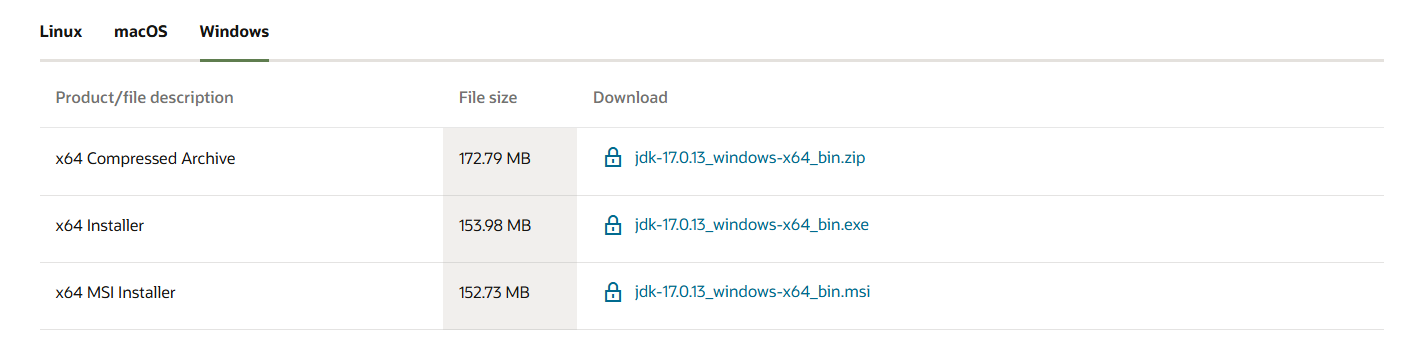 Linux macOS Windows
Product/file description File size Download
x64 Compressed Archive 172.79 MB jdk-17.0.13_windows-x64_bin.zip
x64 Installer 153.98 MB jdk-17.0.13_windows-x64_bin.exe
x64 MSI Installer 152.73 MB jdk-17.0.13_windows-x64_bin.msi